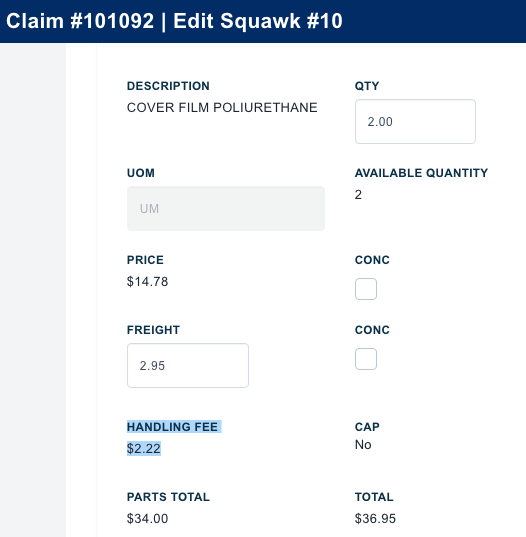 Claim #101092 | Edit Squawk #10
DESCRIPTION
COVER FILM POLIURETHANE
QTY
2.00
UOM
UM
AVAILABLE QUANTITY
2
PRICE
$14.78
CONC
FREIGHT
2.95
CONC
HANDLING FEE
$2.22
CAP
No
PARTS TOTAL
$34.00
TOTAL
$36.95